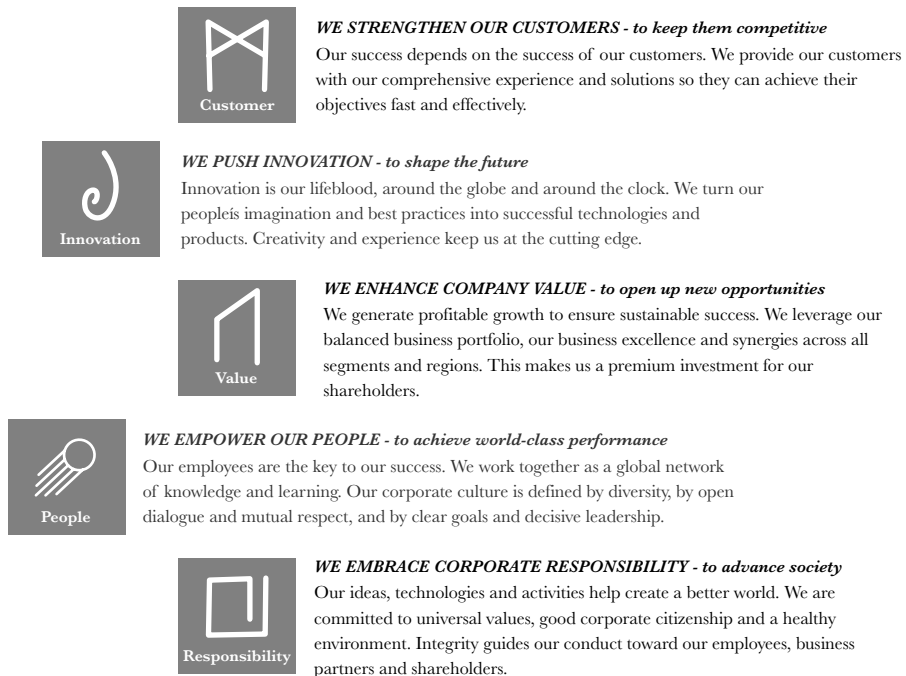 WE STRENGTHEN OUR CUSTOMERS - to keep them competitive
Our success depends on the success of our customers. We provide our customers
with our comprehensive experience and solutions so they can achieve their
objectives fast and effectively.
Customer
WE PUSH INNOVATION - to shape the future
Innovation is our lifeblood, around the globe and around the clock. We turn our
peopleís imagination and best practices into successful technologies and
products. Creativity and experience keep us at the cutting edge.
Innovation
WE ENHANCE COMPANY VALUE - to open up new opportunities
We generate profitable growth to ensure sustainable success. We leverage our
balanced business portfolio, our business excellence and synergies across all
segments and regions. This makes us a premium investment for our
shareholders.
Value
WE EMPOWER OUR PEOPLE - to achieve world-class performance
Our employees are the key to our success. We work together as a global network
of knowledge and learning. Our corporate culture is defined by diversity, by open
dialogue and mutual respect, and by clear goals and decisive leadership.
People
WE EMBRACE CORPORATE RESPONSIBILITY - to advance society
Our ideas, technologies and activities help create a better world. We are
committed to universal values, good corporate citizenship and a healthy
environment. Integrity guides our conduct toward our employees, business
partners and shareholders.
Responsibility